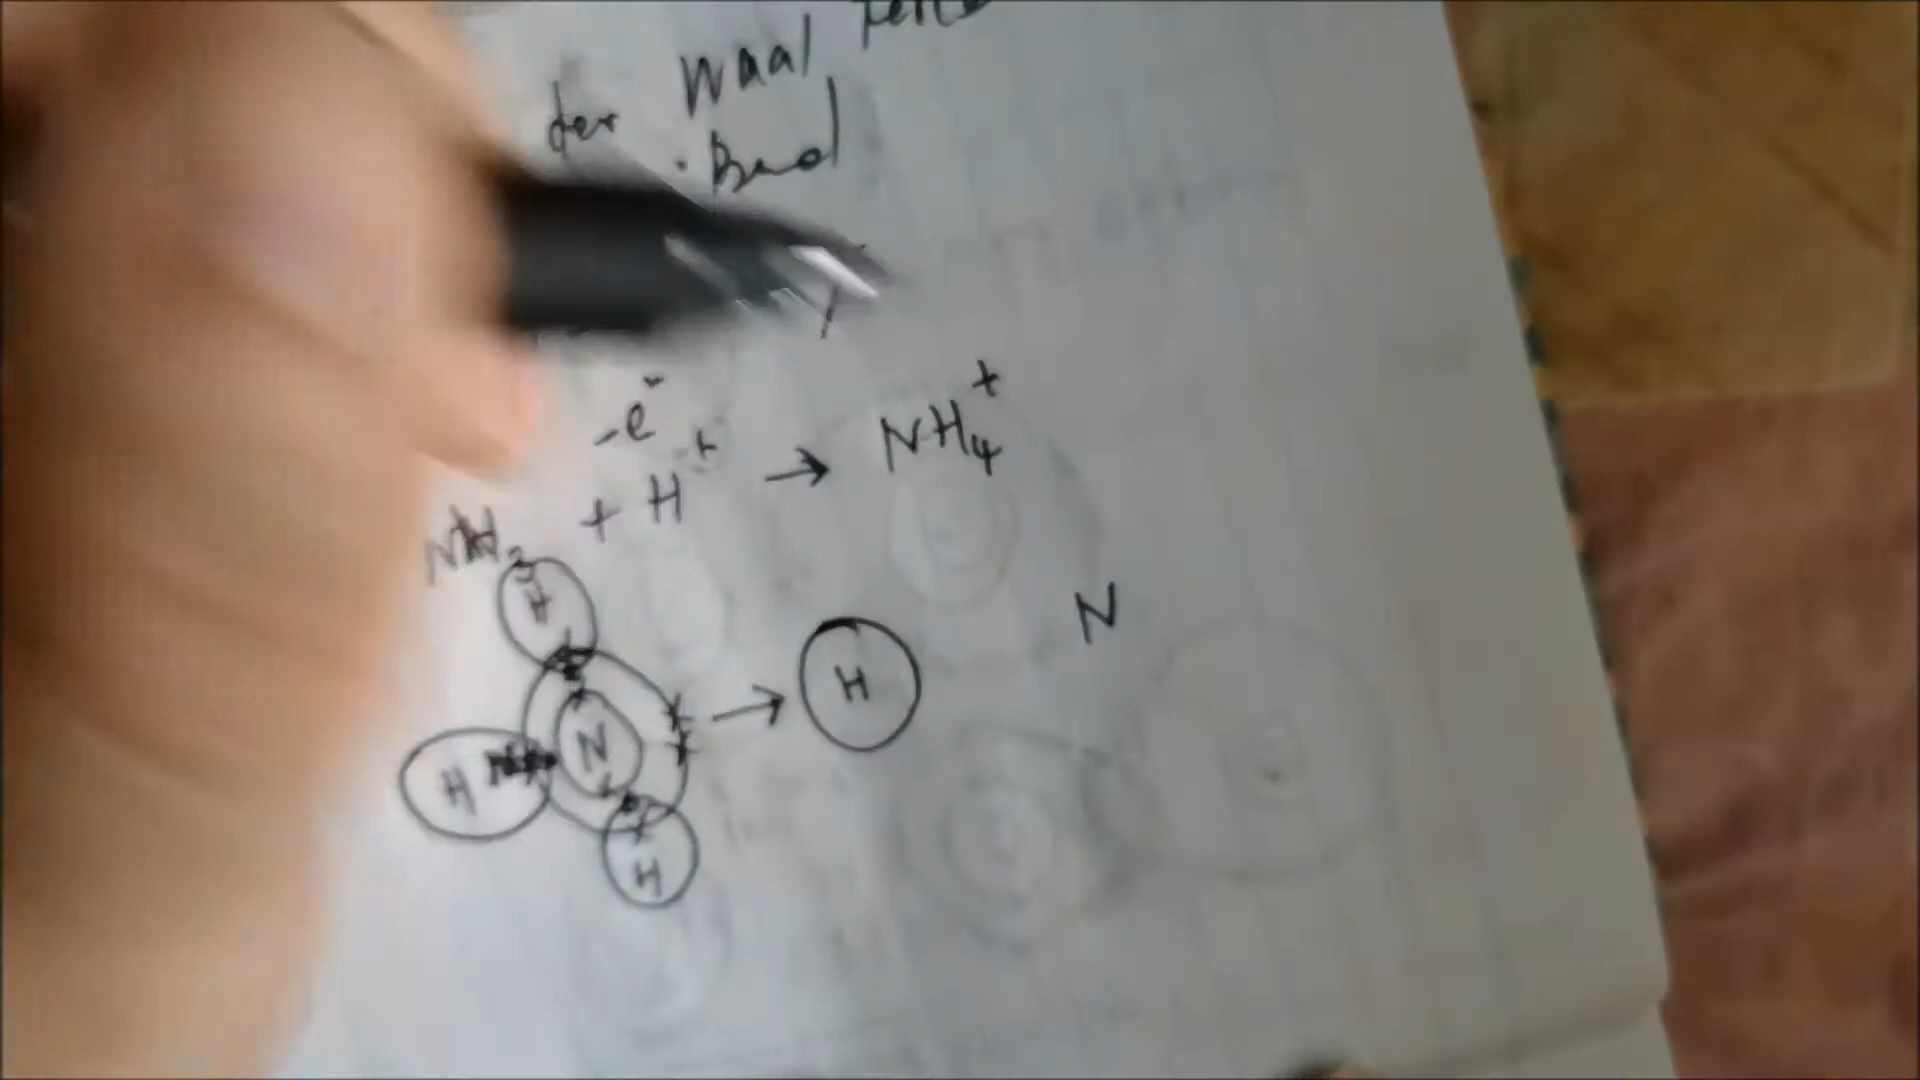 der Waal
Bond
-e⁻
NH₃ + H⁺ → NH₄⁺
H
N
H
N
H
H